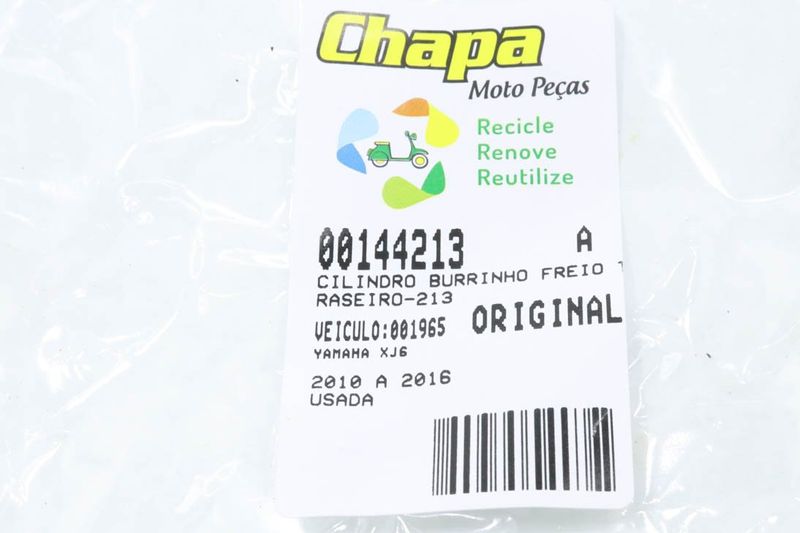 Chapa
Moto Peças
Recicle
Renove
Reutilize
00144213 A
CILINDRO BURRINHO FREIO T
RASEIRO-213
VEICULO:001965 ORIGINAL
YAMAHA XJ6
2010 A 2016
USADA